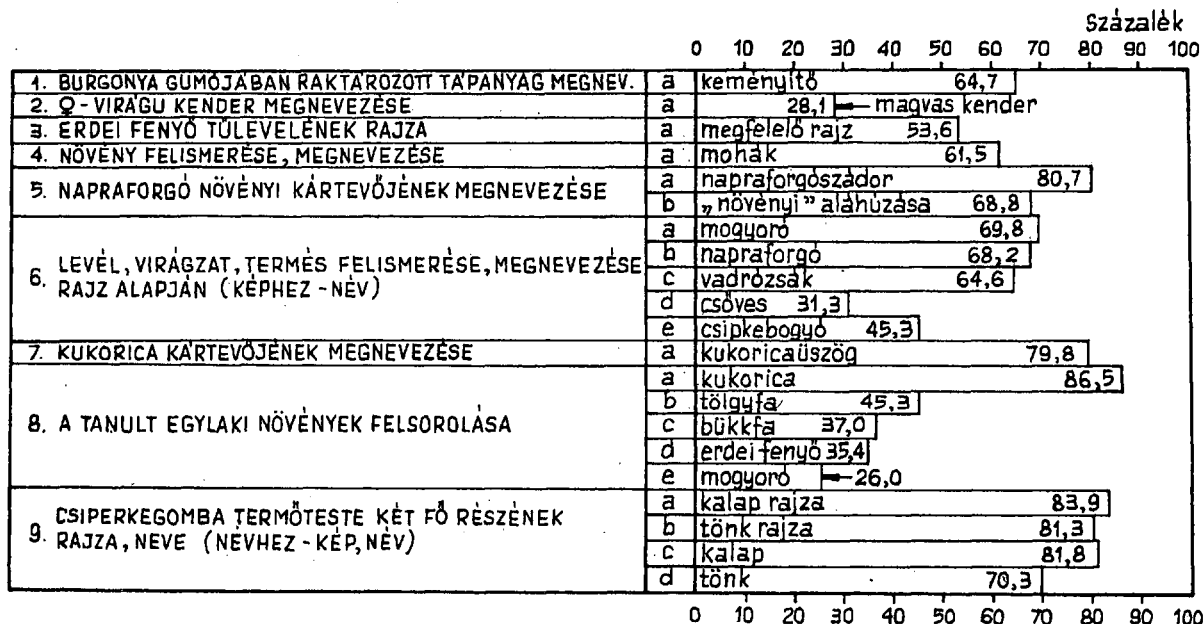 Százalék
0 10 20 30 40 50 60 70 80 90 100
1. BURGONYA GUMÓJÁBAN RAKTÁROZOTT TÁPANYAG MEGNEV. a keményítő 64,7
2. ♀-VIRÁGU KENDER MEGNEVEZÉSE a 28,1 magvas kender
3. ERDEI FENYŐ TŰLEVELÉNEK RAJZA a megfelelő rajz 53,6
4. NÖVÉNY FELISMERÉSE, MEGNEVEZÉSE a mohák 61,5
5. NAPRAFORGÓ NÖVÉNYI KÁRTEVŐJÉNEK MEGNEVEZÉSE a napraforgószádor 80,7
b „növényi” aláhúzása 68,8
6. LEVÉL, VIRÁGZAT, TERMÉS FELISMERÉSE, MEGNEVEZÉSE
RAJZ ALAPJÁN (KÉPHEZ-NÉV)
a mogyoró 69,8
b napraforgó 68,2
c vadrózsák 64,6
d csöves 31,3
e csipkebogyó 45,3
7. KUKORICA KÁRTEVŐJÉNEK MEGNEVEZÉSE a kukoricaüszög 79,8
8. A TANULT EGYLAKI NÖVÉNYEK FELSOROLÁSA
a kukorica 86,5
b tölgyfa 45,3
c bükkfa 37,0
d erdei fenyő 35,4
e mogyoró 26,0
9. CSIPERKEGOMBA TERMŐTESTE KÉT FŐ RÉSZÉNEK
RAJZA, NEVE (NÉVHEZ-KÉP, NÉV)
a kalap rajza 83,9
b tönk rajza 81,3
c kalap 81,8
d tönk 70,3
0 10 20 30 40 50 60 70 80 90 100